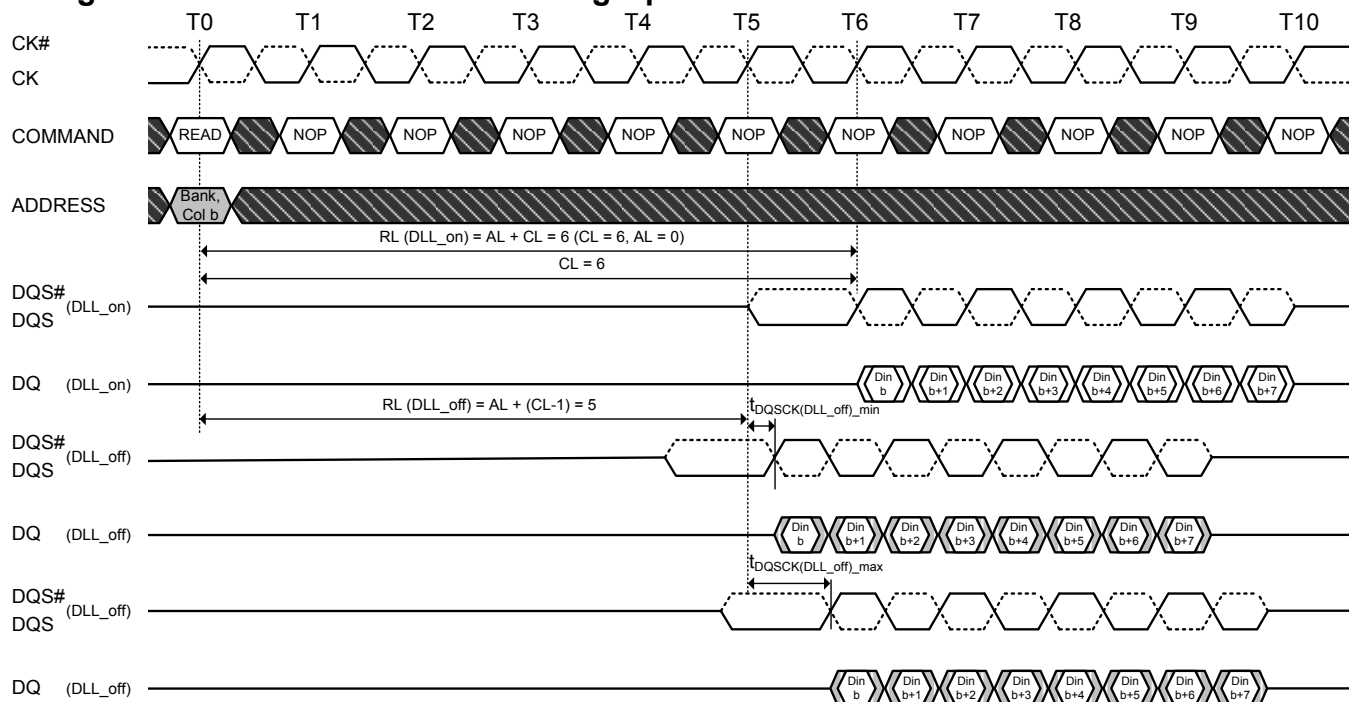 T0 T1 T2 T3 T4 T5 T6 T7 T8 T9 T10
CK#
CK
COMMAND READ NOP NOP NOP NOP NOP NOP NOP NOP NOP NOP
ADDRESS Bank,
Col b
RL (DLL_on) = AL + CL = 6 (CL = 6, AL = 0)
CL = 6
DQS# (DLL_on)
DQS
DQ (DLL_on) Din b Din b+1 Din b+2 Din b+3 Din b+4 Din b+5 Din b+6 Din b+7
RL (DLL_off) = AL + (CL-1) = 5 tDQSCK(DLL_off)_min
DQS# (DLL_off)
DQS
DQ (DLL_off) Din b Din b+1 Din b+2 Din b+3 Din b+4 Din b+5 Din b+6 Din b+7
tDQSCK(DLL_off)_max
DQS# (DLL_off)
DQS
DQ (DLL_off) Din b Din b+1 Din b+2 Din b+3 Din b+4 Din b+5 Din b+6 Din b+7